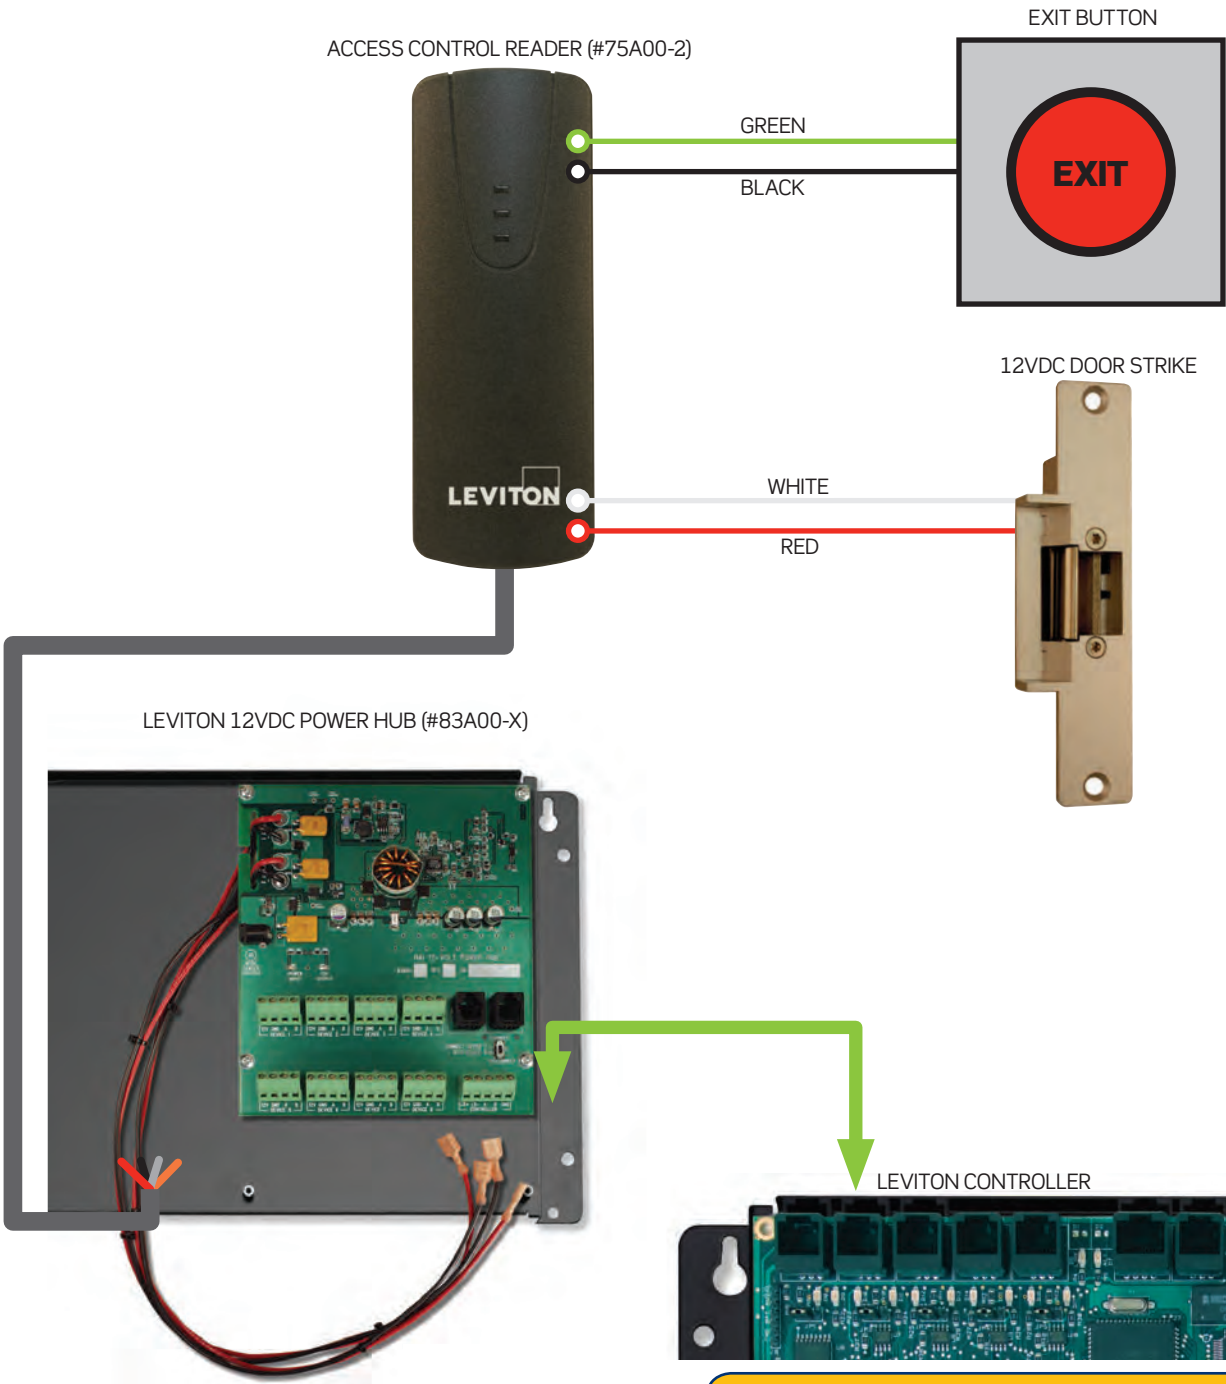 EXIT BUTTON
ACCESS CONTROL READER (#75A00-2)
GREEN
EXIT
BLACK
12VDC DOOR STRIKE
WHITE
LEVITON
RED
LEVITON 12VDC POWER HUB (#83A00-X)
LEVITON CONTROLLER